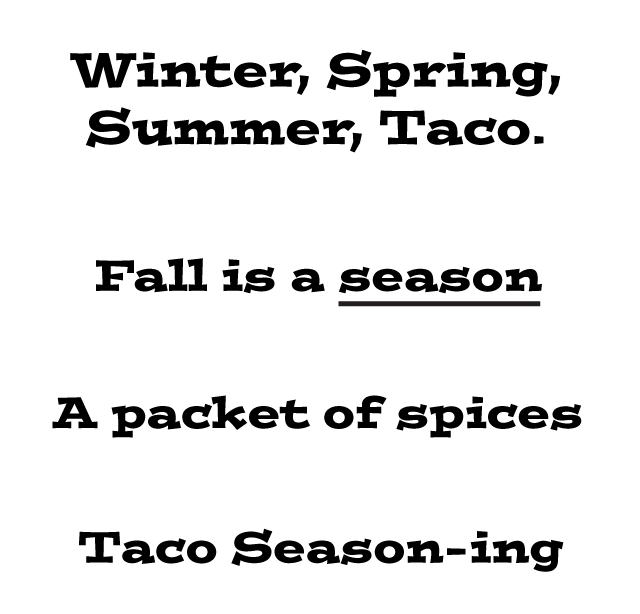 Winter, Spring,
Summer, Taco.
Fall is a season
A packet of spices
Taco Season-ing